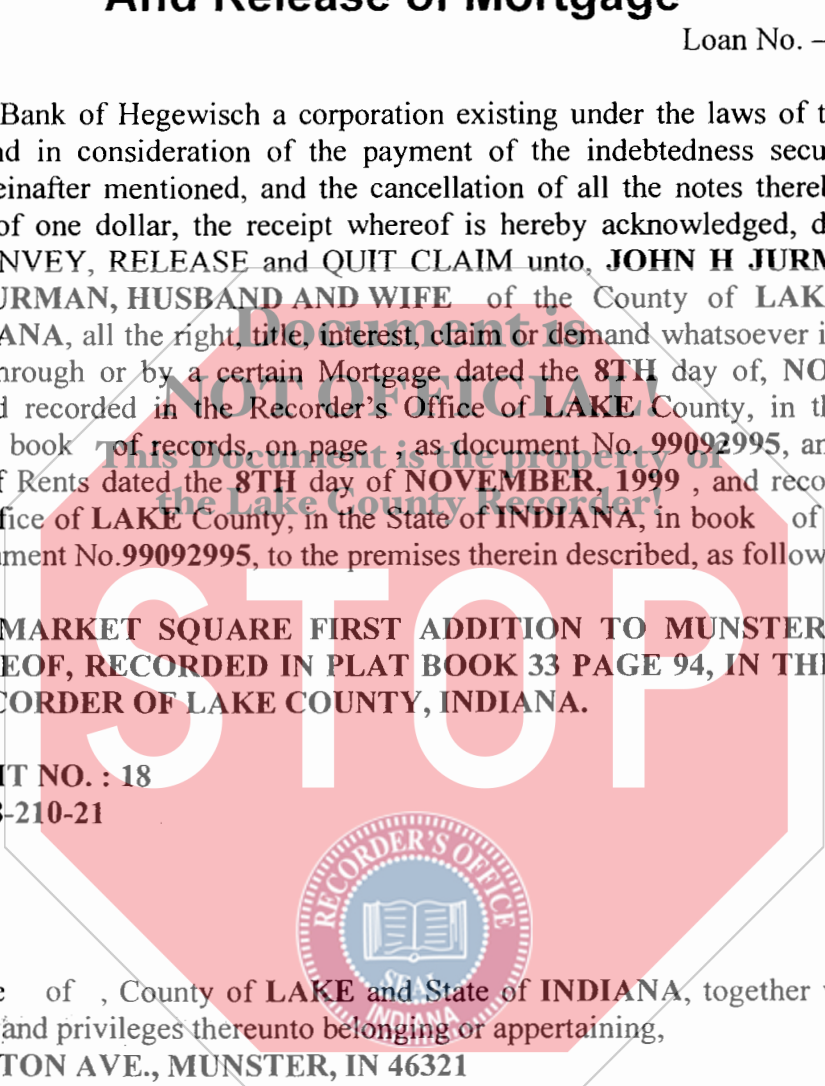 And Release of Mortgage
Loan No. –
Bank of Hegewisch a corporation existing under the laws of t
nd in consideration of the payment of the indebtedness secu
einafter mentioned, and the cancellation of all the notes thereb
of one dollar, the receipt whereof is hereby acknowledged, d
NVEY, RELEASE and QUIT CLAIM unto, JOHN H JURM
URMAN, HUSBAND AND WIFE of the County of LAK
ANA, all the right, title, interest, claim or demand whatsoever i
hrough or by a certain Mortgage dated the 8TH day of, NO
d recorded in the Recorder's Office of LAKE County, in th
book of records, on page , as document No. 99092995, an
f Rents dated the 8TH day of NOVEMBER, 1999 , and reco
fice of LAKE County, in the State of INDIANA, in book of
ment No.99092995, to the premises therein described, as follow
Document is
NOT OFFICIAL!
This Document is the property of
the Lake County Recorder!
STOP
MARKET SQUARE FIRST ADDITION TO MUNSTER
EOF, RECORDED IN PLAT BOOK 33 PAGE 94, IN THE
CORDER OF LAKE COUNTY, INDIANA.
IT NO. : 18
-210-21
RECORDER'S OFFICE
SEAL
INDIANA
e of , County of LAKE and State of INDIANA, together
and privileges thereunto belonging or appertaining,
TON AVE., MUNSTER, IN 46321